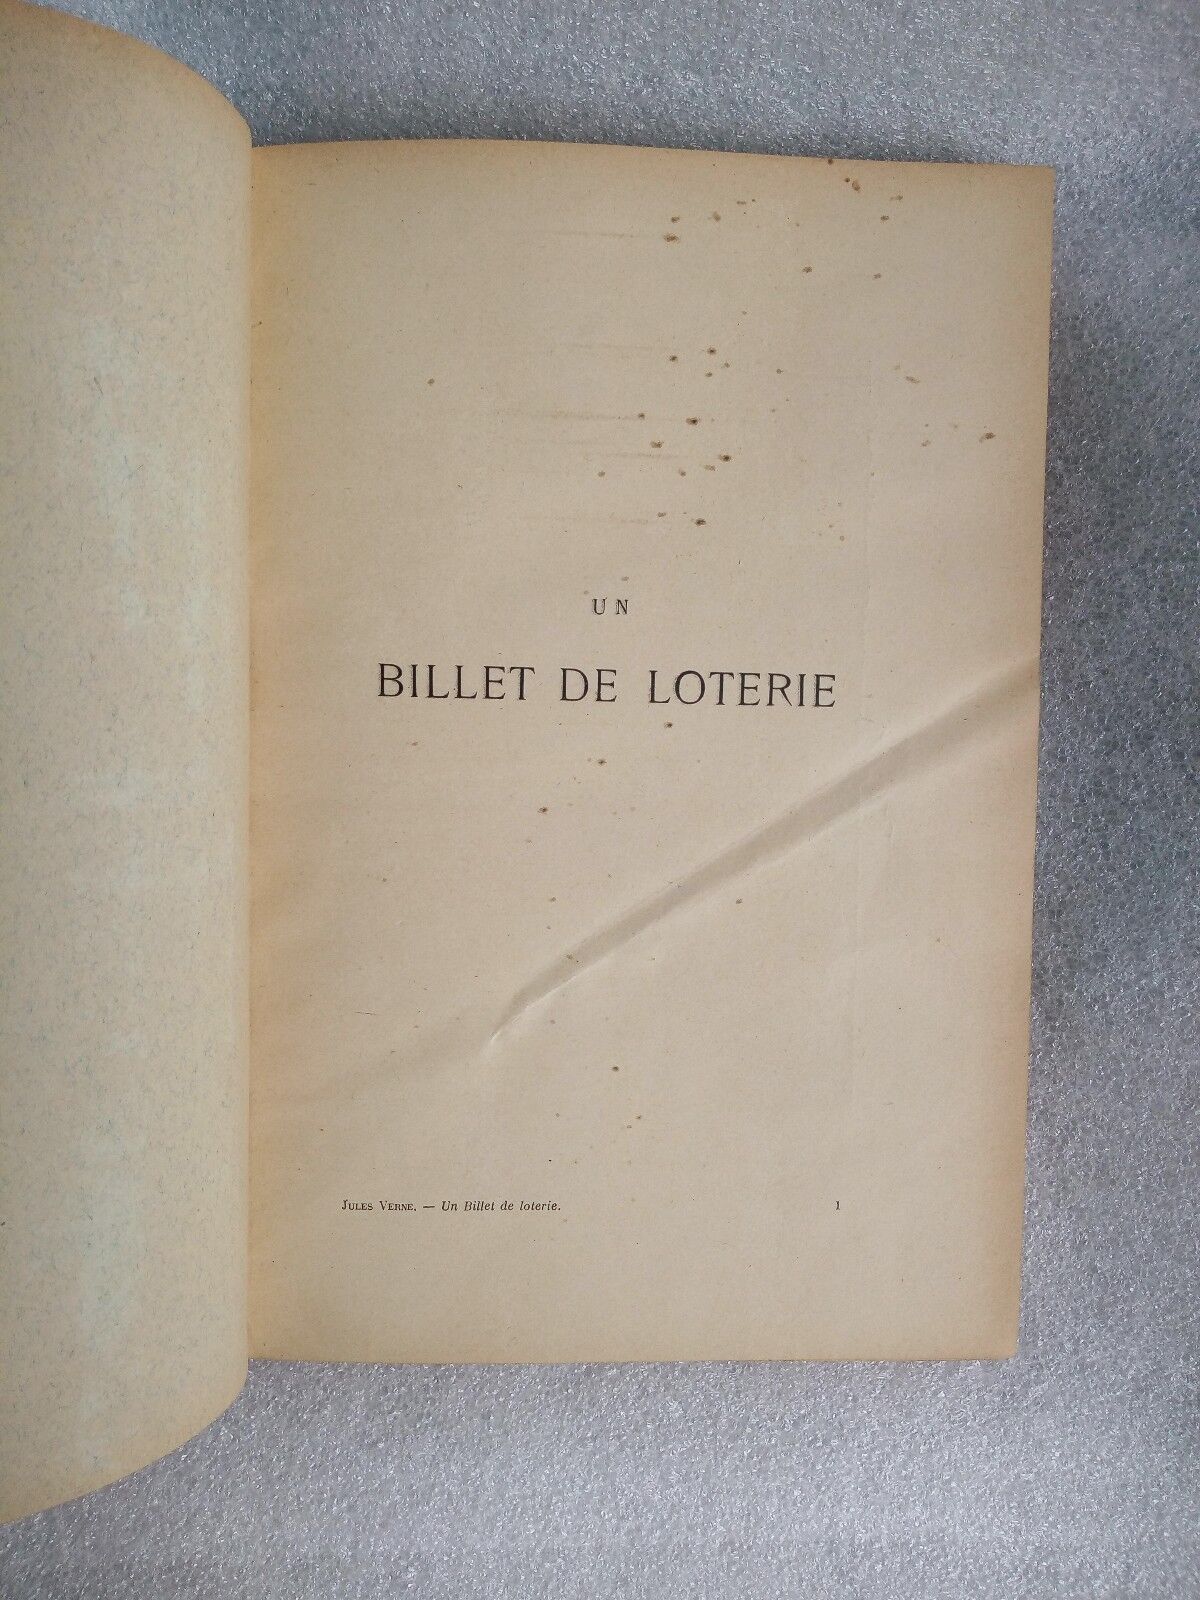 UN
BILLET DE LOTERIE
JULES VERNE. — Un Billet de loterie. 1